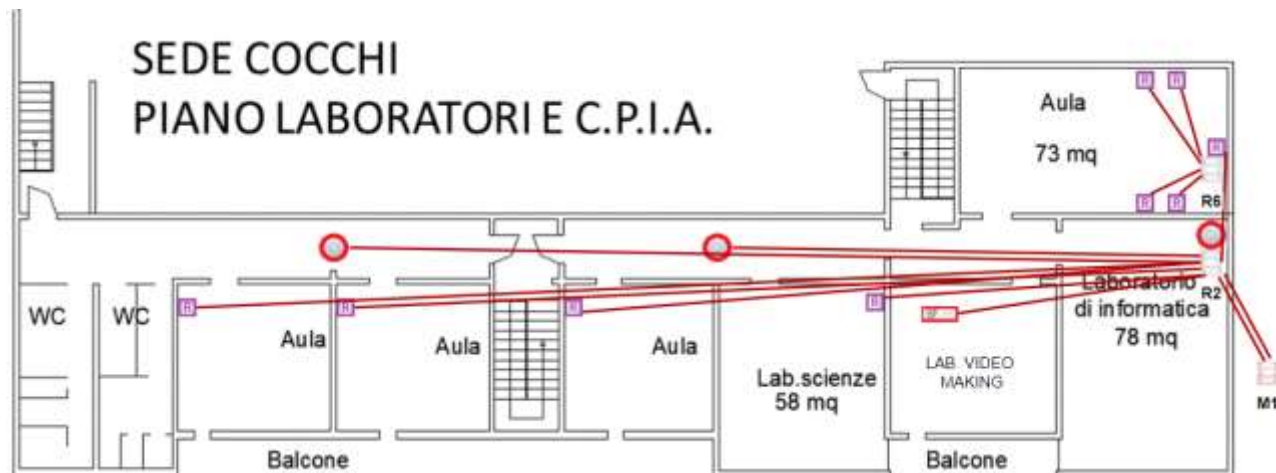 SEDE COCCHI
PIANO LABORATORI E C.P.I.A.
R
R
Aula
73 mq
R
R
R
R6
R
R
R
R
WC
WC
Aula
Aula
Aula
Laboratorio
R2
di informatica
78 mq
LAB. VIDEO
MAKING
Lab.scienze
58 mq
M1
Balcone
Balcone